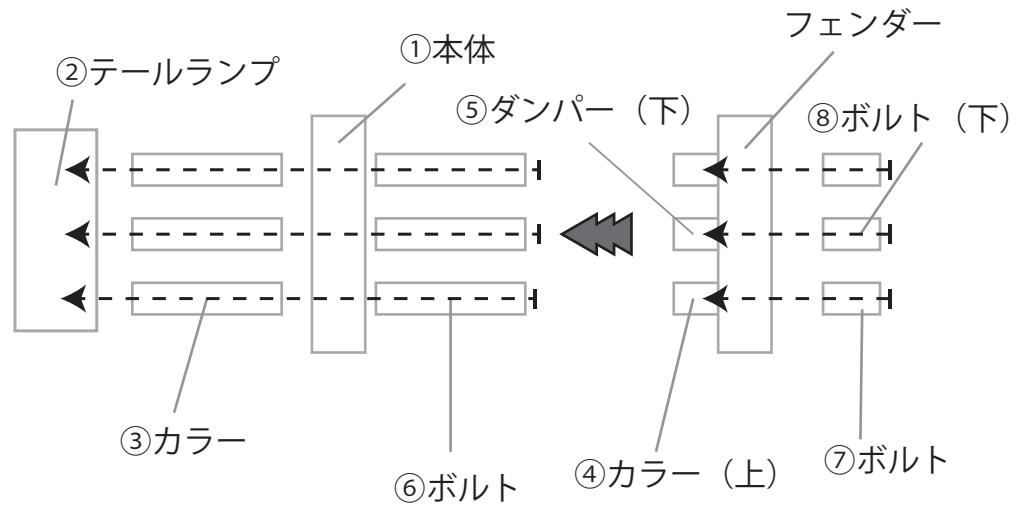 フェンダー
①本体
②テールランプ
⑤ダンパー（下）
⑧ボルト（下）
③カラー
⑥ボルト
④カラー（上）
⑦ボルト